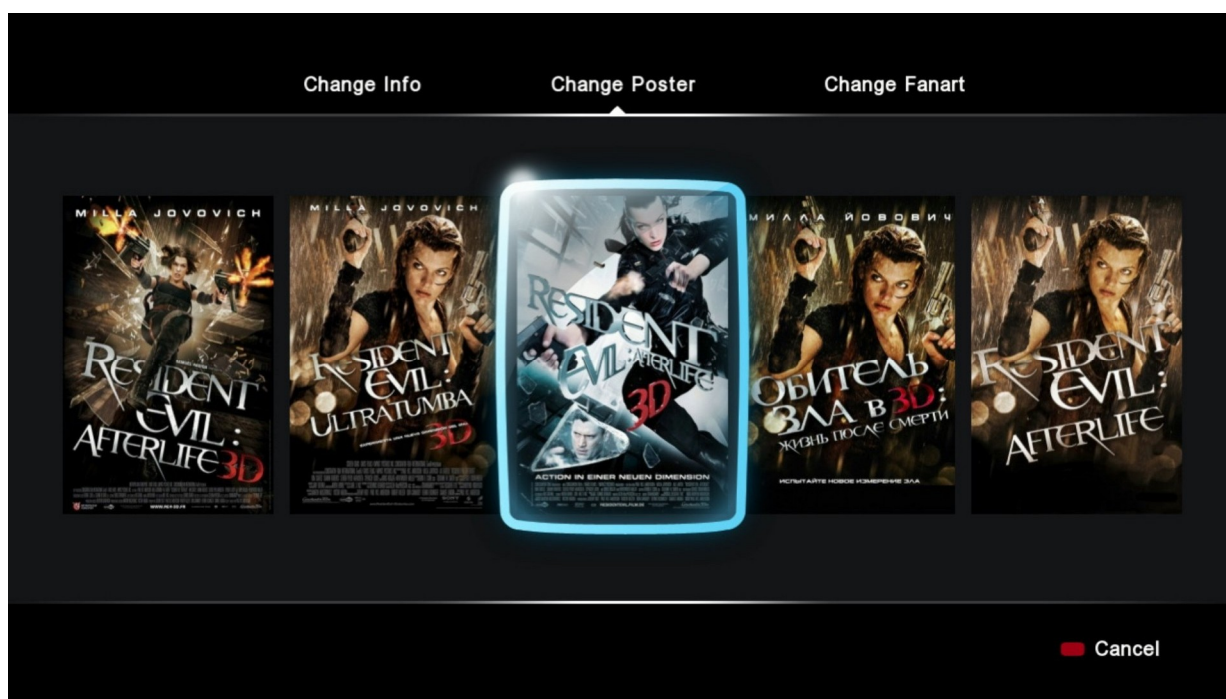 Change Info
Change Poster
Change Fanart
MILLA JOVOVICH
RESIDENT
EVIL:
AFTERLIFE 3D
MILLA JOVOVICH
RESIDENT
EVIL:
ULTRATUMBA
3D
RESIDENT
EVIL: AFTERLIFE
3D
ACTION IN EINER NEUEN DIMENSION
МИЛЛА ЙОВОВИЧ
ОБИТЕЛЬ
ЗЛА В 3D:
ЖИЗНЬ ПОСЛЕ СМЕРТИ
ИСПЫТАЙТЕ НОВОЕ ИЗМЕРЕНИЕ ЗЛА
RESIDENT
EVIL:
AFTERLIFE
Cancel